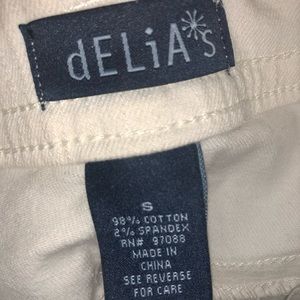 dELiA*s
S
98% COTTON
2% SPANDEX
RN# 97088
MADE IN
CHINA
SEE REVERSE
FOR CARE